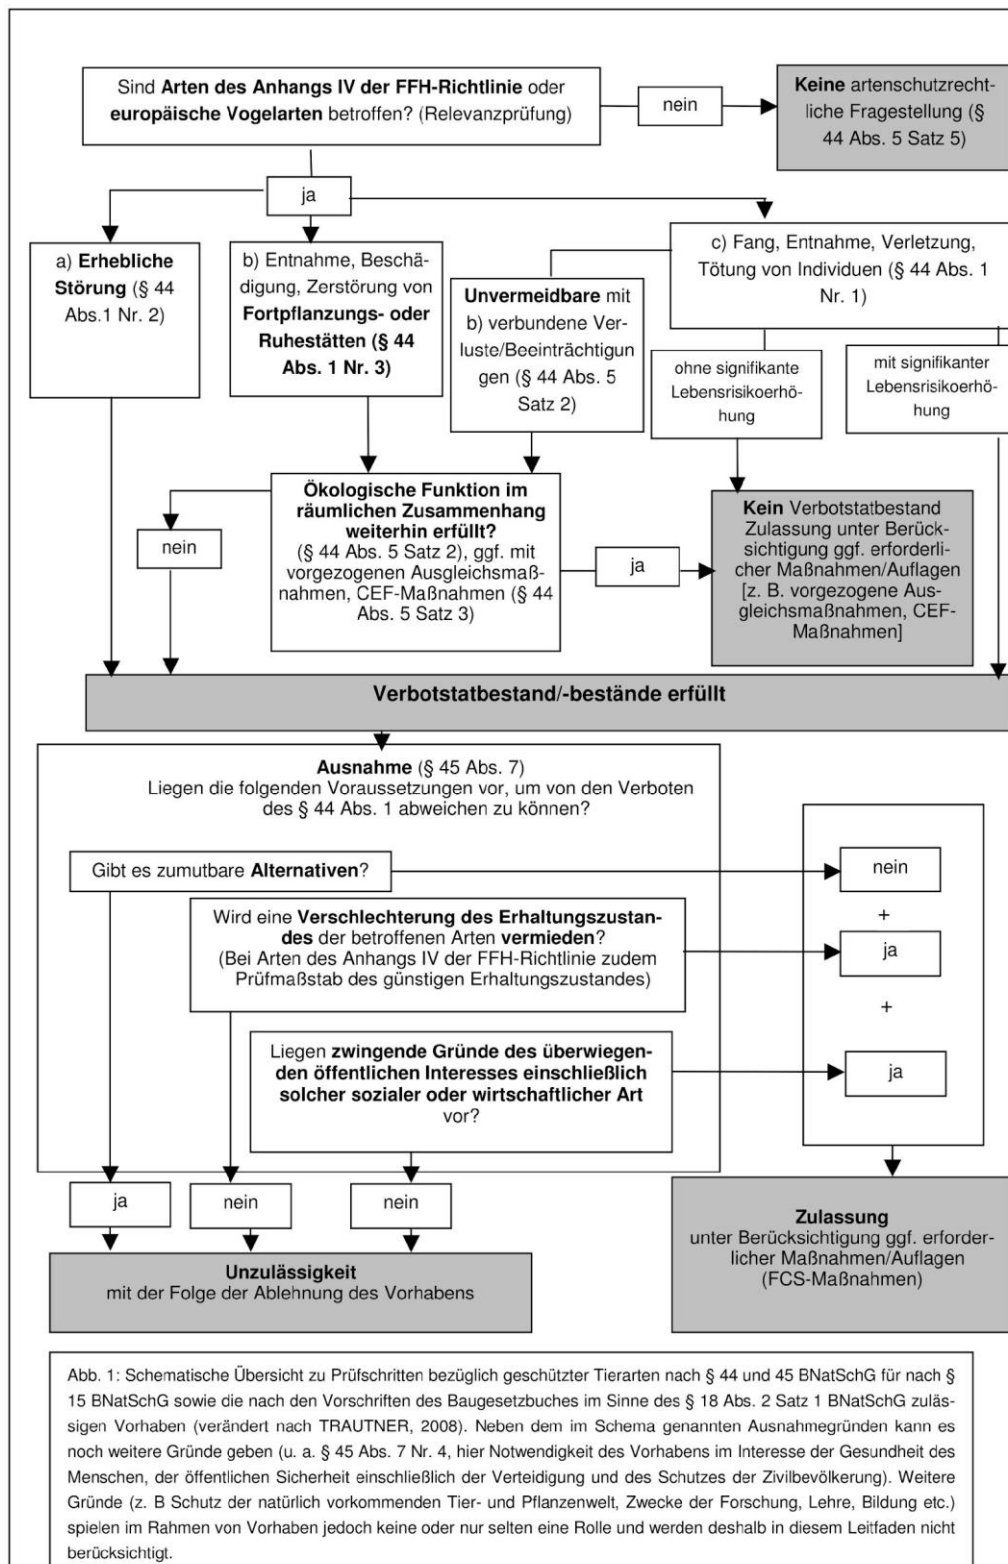 Sind Arten des Anhangs IV der FFH-Richtlinie oder
europäische Vogelarten betroffen? (Relevanzprüfung)
nein
Keine artenschutzrecht-
liche Fragestellung (§
44 Abs. 5 Satz 5)
ja
a) Erhebliche
Störung (§ 44
Abs.1 Nr. 2)
b) Entnahme, Beschä-
digung, Zerstörung von
Fortpflanzungs- oder
Ruhestätten (§ 44
Abs. 1 Nr. 3)
Unvermeidbare mit
b) verbundene Ver-
luste/Beeinträchtigun
gen (§ 44 Abs. 5
Satz 2)
c) Fang, Entnahme, Verletzung,
Tötung von Individuen (§ 44 Abs. 1
Nr. 1)
ohne signifikante
Lebensrisikoerhö-
hung
mit signifikanter
Lebensrisikoerhö-
hung
Ökologische Funktion im
räumlichen Zusammenhang
weiterhin erfüllt?
(§ 44 Abs. 5 Satz 2), ggf. mit
vorgezogenen Ausgleichsmaß-
nahmen, CEF-Maßnahmen (§ 44
Abs. 5 Satz 3)
nein
ja
Kein Verbotstatbestand
Zulassung unter Berück-
sichtigung ggf. erforderli-
cher Maßnahmen/Auflagen
[z. B. vorgezogene Aus-
gleichsmaßnahmen, CEF-
Maßnahmen]
Verbotstatbestand/-bestände erfüllt
Ausnahme (§ 45 Abs. 7)
Liegen die folgenden Voraussetzungen vor, um von den Verboten
des § 44 Abs. 1 abweichen zu können?
Gibt es zumutbare Alternativen?
nein
+
Wird eine Verschlechterung des Erhaltungszustan-
des der betroffenen Arten vermieden?
(Bei Arten des Anhangs IV der FFH-Richtlinie zudem
Prüfmaßstab des günstigen Erhaltungszustandes)
ja
+
Liegen zwingende Gründe des überwiegen-
den öffentlichen Interesses einschließlich
solcher sozialer oder wirtschaftlicher Art
vor?
ja
ja
nein
nein
Unzulässigkeit
mit der Folge der Ablehnung des Vorhabens
Zulassung
unter Berücksichtigung ggf. erforder-
licher Maßnahmen/Auflagen
(FCS-Maßnahmen)
Abb. 1: Schematische Übersicht zu Prüfschritten bezüglich geschützter Tierarten nach § 44 und 45 BNatSchG für nach §
15 BNatSchG sowie die nach den Vorschriften des Baugesetzbuches im Sinne des § 18 Abs. 2 Satz 1 BNatSchG zuläs-
sigen Vorhaben (verändert nach TRAUTNER, 2008). Neben dem im Schema genannten Ausnahmegründen kann es
noch weitere Gründe geben (u. a. § 45 Abs. 7 Nr. 4, hier Notwendigkeit des Vorhabens im Interesse der Gesundheit des
Menschen, der öffentlichen Sicherheit einschließlich der Verteidigung und des Schutzes der Zivilbevölkerung). Weitere
Gründe (z. B Schutz der natürlich vorkommenden Tier- und Pflanzenwelt, Zwecke der Forschung, Lehre, Bildung etc.)
spielen im Rahmen von Vorhaben jedoch keine oder nur selten eine Rolle und werden deshalb in diesem Leitfaden nicht
berücksichtigt.